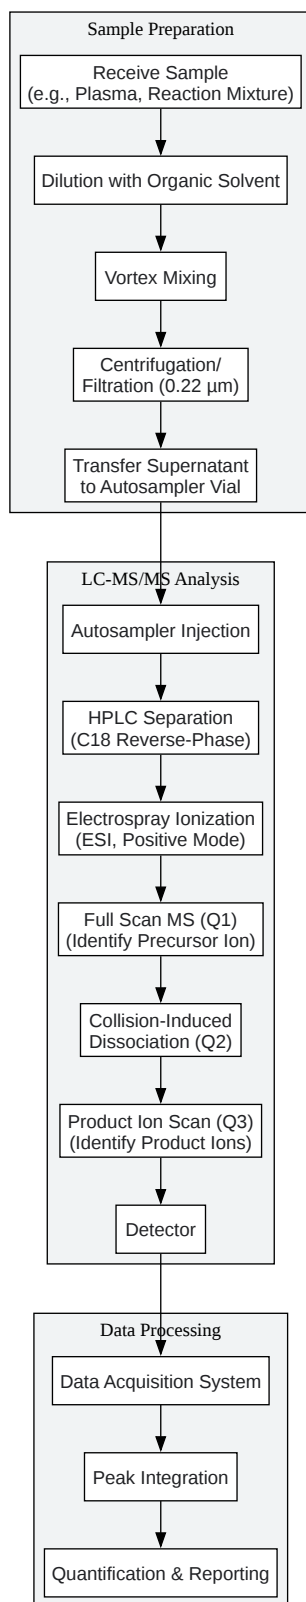 Sample Preparation
Receive Sample
(e.g., Plasma, Reaction Mixture)
Dilution with Organic Solvent
Vortex Mixing
Centrifugation/
Filtration (0.22 µm)
Transfer Supernatant
to Autosampler Vial
LC-MS/MS Analysis
Autosampler Injection
HPLC Separation
(C18 Reverse-Phase)
Electrospray Ionization
(ESI, Positive Mode)
Full Scan MS (Q1)
(Identify Precursor Ion)
Collision-Induced
Dissociation (Q2)
Product Ion Scan (Q3)
(Identify Product Ions)
Detector
Data Processing
Data Acquisition System
Peak Integration
Quantification & Reporting